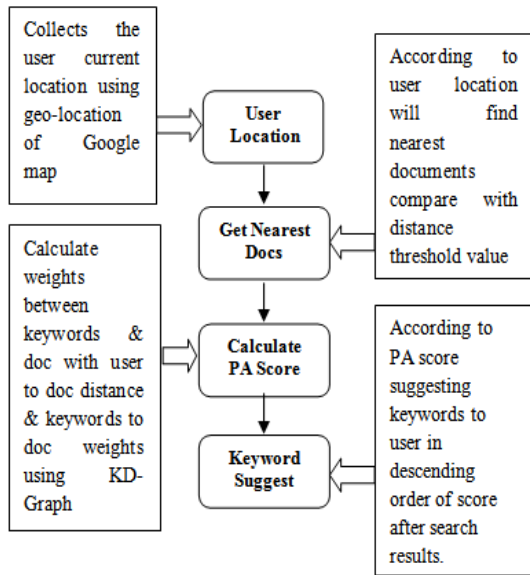 Collects the
user current
location using
geo-location
of Google
map
User
Location
According to
user location
will find
nearest
documents
compare with
distance
threshold value
Get Nearest
Docs
Calculate
weights
between
keywords &
doc with user
to doc distance
& keywords to
doc weights
using KD-
Graph
Calculate
PA Score
According to
PA score
suggesting
keywords to
user in
descending
order of score
after search
results.
Keyword
Suggest